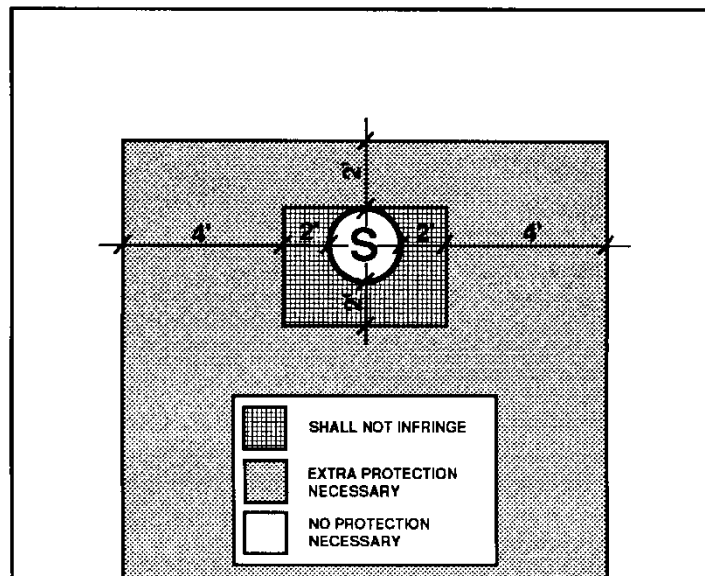 2'
4' 2' S 2' 4'
2'
SHALL NOT INFRINGE
EXTRA PROTECTION
NECESSARY
NO PROTECTION
NECESSARY